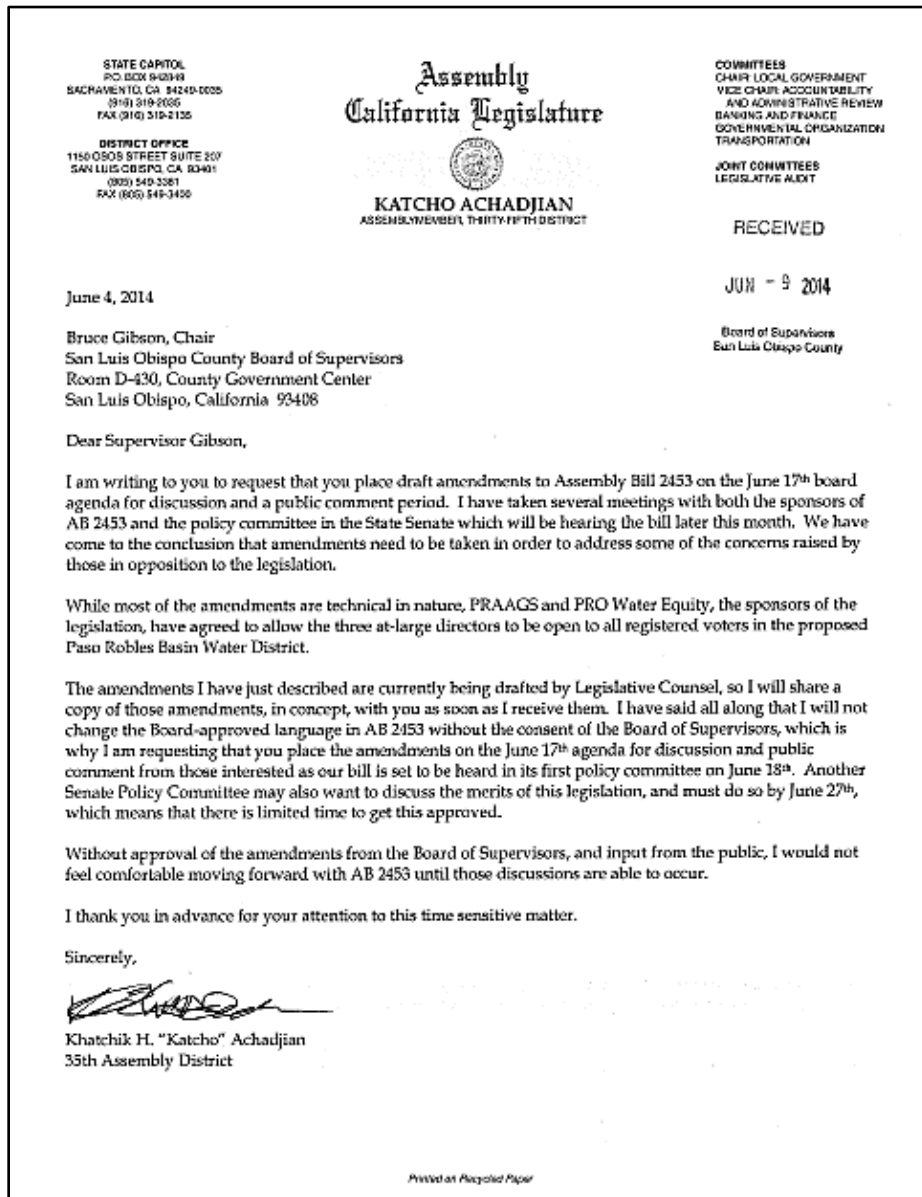 STATE CAPITOL
P.O. BOX 942849
SACRAMENTO, CA 94249-0035
(916) 319-2035
FAX (916) 319-2135
DISTRICT OFFICE
1150 OSOS STREET SUITE 207
SAN LUIS OBISPO, CA 93401
(805) 549-3381
FAX (805) 549-3400
Assembly
California Legislature
KATCHO ACHADJIAN
ASSEMBLYMEMBER, THIRTY-FIFTH DISTRICT
COMMITTEES
CHAIR: LOCAL GOVERNMENT
VICE CHAIR: ACCOUNTABILITY
AND ADMINISTRATIVE REVIEW
BANKING AND FINANCE
GOVERNMENTAL ORGANIZATION
TRANSPORTATION
JOINT COMMITTEES
LEGISLATIVE AUDIT
RECEIVED
JUN - 9 2014
Board of Supervisors
San Luis Obispo County
June 4, 2014
Bruce Gibson, Chair
San Luis Obispo County Board of Supervisors
Room D-430, County Government Center
San Luis Obispo, California 93408
Dear Supervisor Gibson,
I am writing to you to request that you place draft amendments to Assembly Bill 2453 on the June 17th board
agenda for discussion and a public comment period. I have taken several meetings with both the sponsors of
AB 2453 and the policy committee in the State Senate which will be hearing the bill later this month. We have
come to the conclusion that amendments need to be taken in order to address some of the concerns raised by
those in opposition to the legislation.
While most of the amendments are technical in nature, PRAAGS and PRO Water Equity, the sponsors of the
legislation, have agreed to allow the three at-large directors to be open to all registered voters in the proposed
Paso Robles Basin Water District.
The amendments I have just described are currently being drafted by Legislative Counsel, so I will share a
copy of those amendments, in concept, with you as soon as I receive them. I have said all along that I will not
change the Board-approved language in AB 2453 without the consent of the Board of Supervisors, which is
why I am requesting that you place the amendments on the June 17th agenda for discussion and public
comment from those interested as our bill is set to be heard in its first policy committee on June 18th. Another
Senate Policy Committee may also want to discuss the merits of this legislation, and must do so by June 27th,
which means that there is limited time to get this approved.
Without approval of the amendments from the Board of Supervisors, and input from the public, I would not
feel comfortable moving forward with AB 2453 until those discussions are able to occur.
I thank you in advance for your attention to this time sensitive matter.
Sincerely,
Khatchik H. "Katcho" Achadjian
35th Assembly District
Printed on Recycled Paper